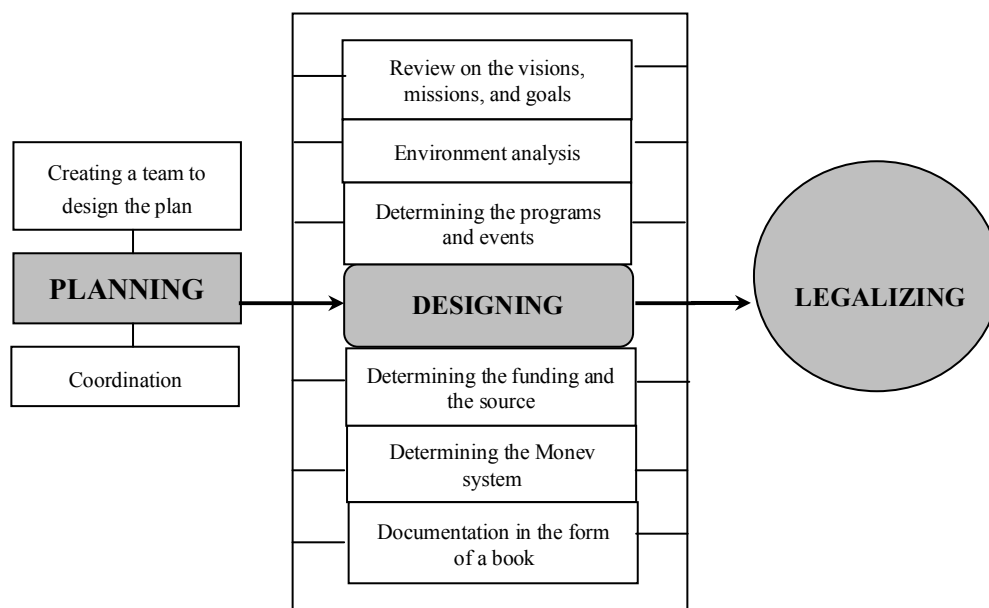 Creating a team to
design the plan
PLANNING
Coordination
Review on the visions,
missions, and goals
Environment analysis
Determining the programs
and events
DESIGNING
Determining the funding and
the source
Determining the Monev
system
Documentation in the form
of a book
LEGALIZING